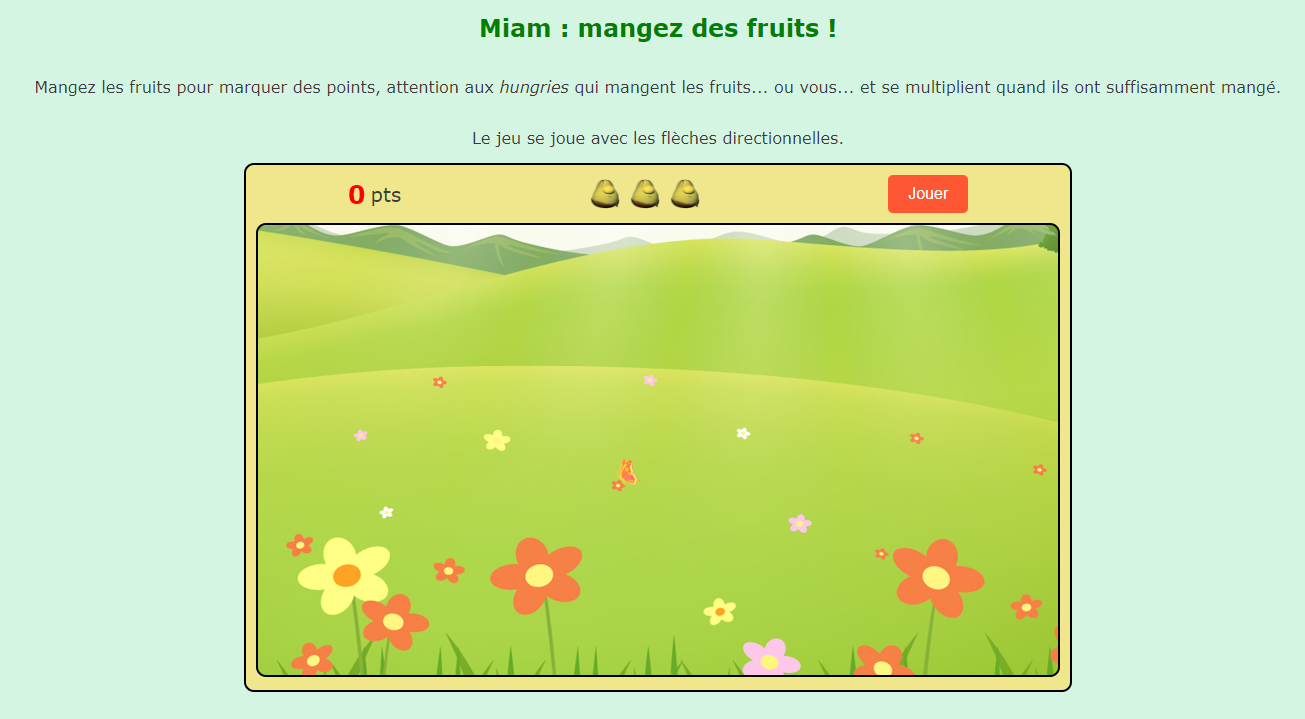 Miam : mangez des fruits !
Mangez les fruits pour marquer des points, attention aux hungries qui mangent les fruits... ou vous... et se multiplient quand ils ont suffisamment mangé.
Le jeu se joue avec les flèches directionnelles.
0 pts
Jouer